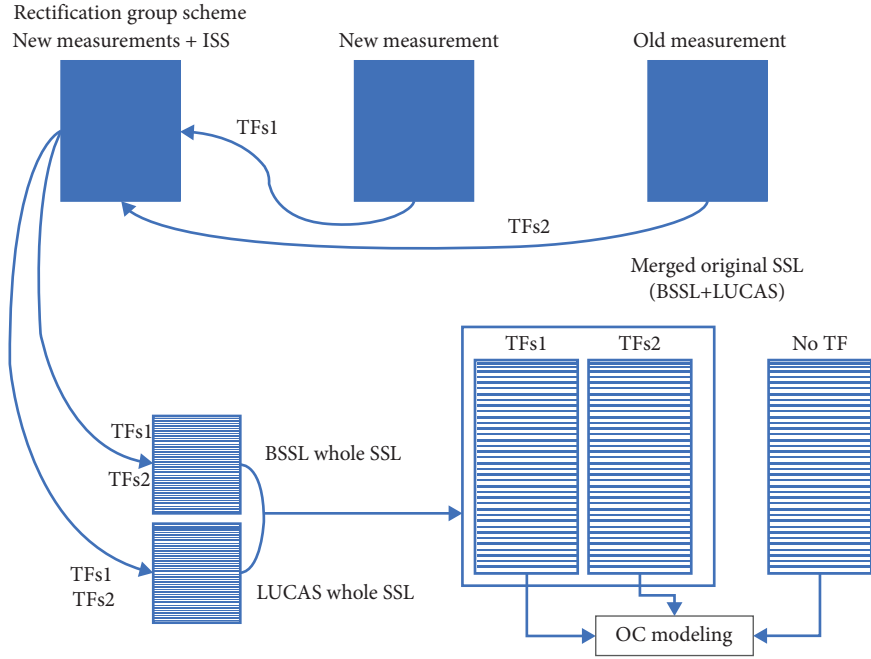 Rectification group scheme
New measurements + ISS
New measurement
Old measurement
TFs1
TFs2
Merged original SSL
(BSSL+LUCAS)
TFs1
TFs2
No TF
TFs1
TFs2
BSSL whole SSL
TFs1
TFs2
LUCAS whole SSL
OC modeling